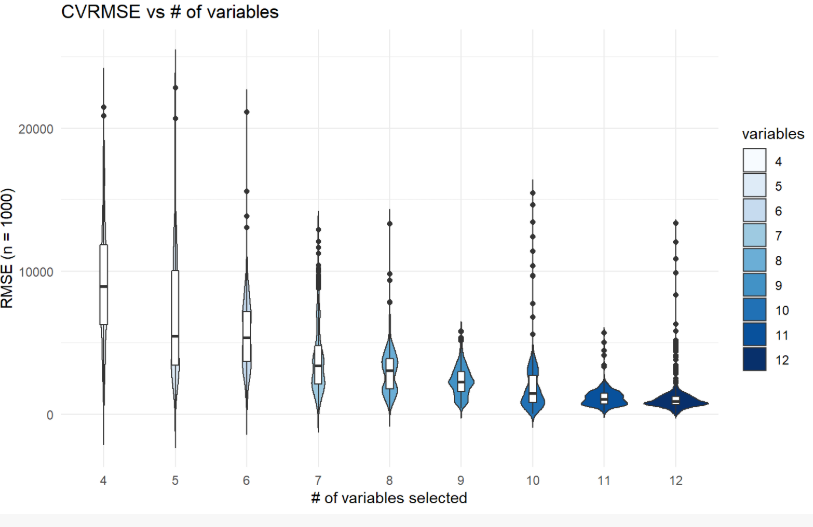 CVRMSE vs # of variables
RMSE (n = 1000)
20000
10000
0
4 5 6 7 8 9 10 11 12
# of variables selected
variables
4
5
6
7
8
9
10
11
12